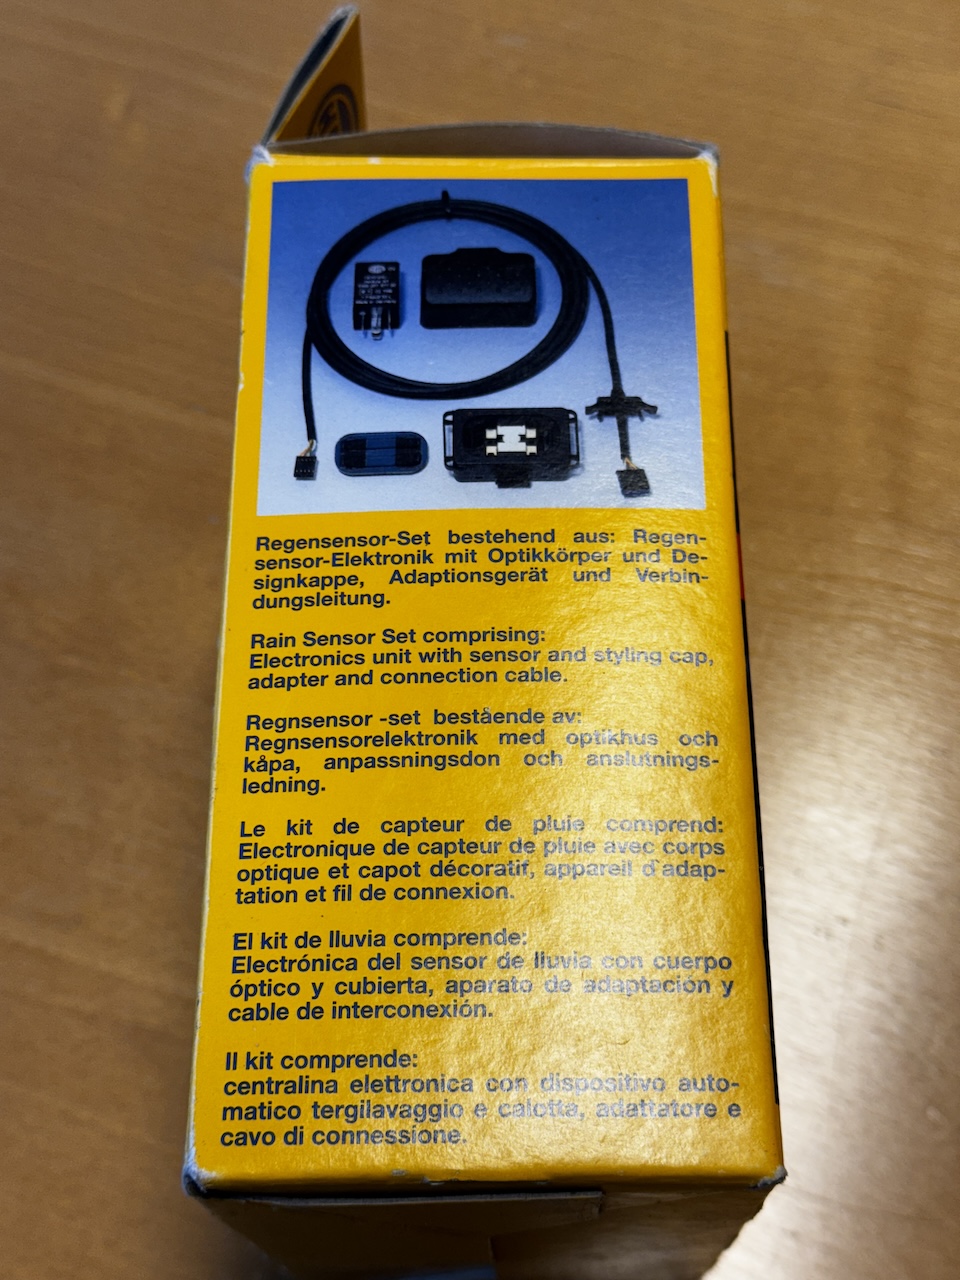 Regensensor-Set bestehend aus: Regen-
sensor-Elektronik mit Optikkörper und De-
signkappe, Adaptionsgerät und Verbin-
dungsleitung.
Rain Sensor Set comprising:
Electronics unit with sensor and styling cap,
adapter and connection cable.
Regnsensor -set bestående av:
Regnsensorelektronik med optikhus och
kåpa, anpassningsdon och anslutnings-
ledning.
Le kit de capteur de pluie comprend:
Electronique de capteur de pluie avec corps
optique et capot décoratif, appareil d'adap-
tation et fil de connexion.
El kit de lluvia comprende:
Electrónica del sensor de lluvia con cuerpo
óptico y cubierta, aparato de adaptación y
cable de interconexión.
Il kit comprende:
centralina elettronica con dispositivo auto-
matico tergilavaggio e calotta, adattatore e
cavo di connessione.